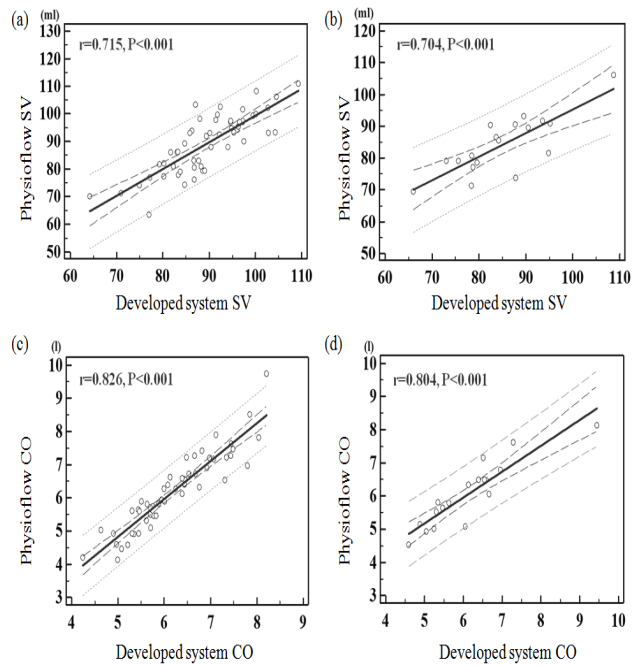 (a)
(ml)
130
120
110
100
90
80
70
60
50
r=0.715, P<0.001
Physioflow SV
60 70 80 90 100 110
Developed system SV
(b)
(ml)
120
110
100
90
80
70
60
50
r=0.704, P<0.001
Physioflow SV
60 70 80 90 100 110
Developed system SV
(c)
(l)
10
9
8
7
6
5
4
3
r=0.826, P<0.001
Physioflow CO
4 5 6 7 8 9
Developed system CO
(d)
(l)
10
9
8
7
6
5
4
3
r=0.804, P<0.001
Physioflow CO
4 5 6 7 8 9 10
Developed system CO